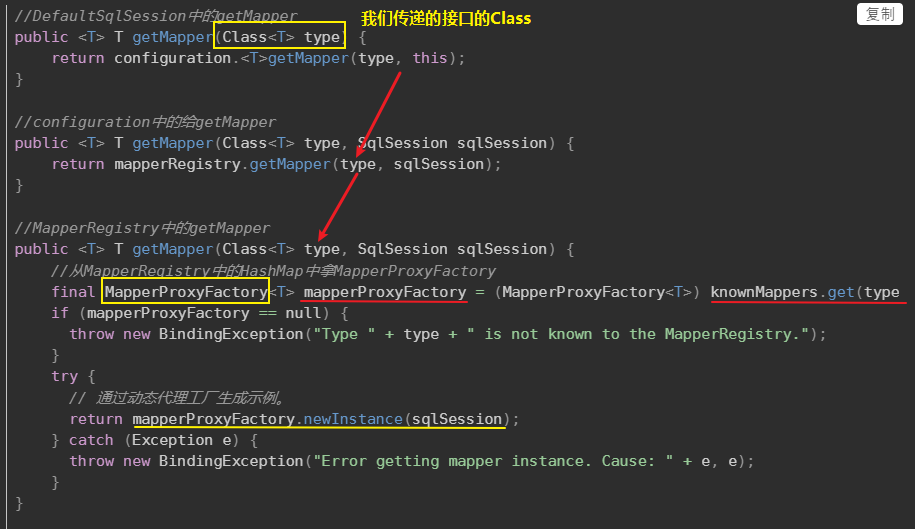 //DefaultSqlSession中的getMapper
我们传递的接口的Class
复制
public <T> T getMapper(Class<T> type) {
return configuration.<T>getMapper(type, this);
}
//configuration中的给getMapper
public <T> T getMapper(Class<T> type, SqlSession sqlSession) {
return mapperRegistry.getMapper(type, sqlSession);
}
//MapperRegistry中的getMapper
public <T> T getMapper(Class<T> type, SqlSession sqlSession) {
//从MapperRegistry中的HashMap中拿MapperProxyFactory
final MapperProxyFactory<T> mapperProxyFactory = (MapperProxyFactory<T>) knownMappers.get(type
if (mapperProxyFactory == null) {
throw new BindingException("Type " + type + " is not known to the MapperRegistry.");
}
try {
// 通过动态代理工厂生成示例。
return mapperProxyFactory.newInstance(sqlSession);
} catch (Exception e) {
throw new BindingException("Error getting mapper instance. Cause: " + e, e);
}
}